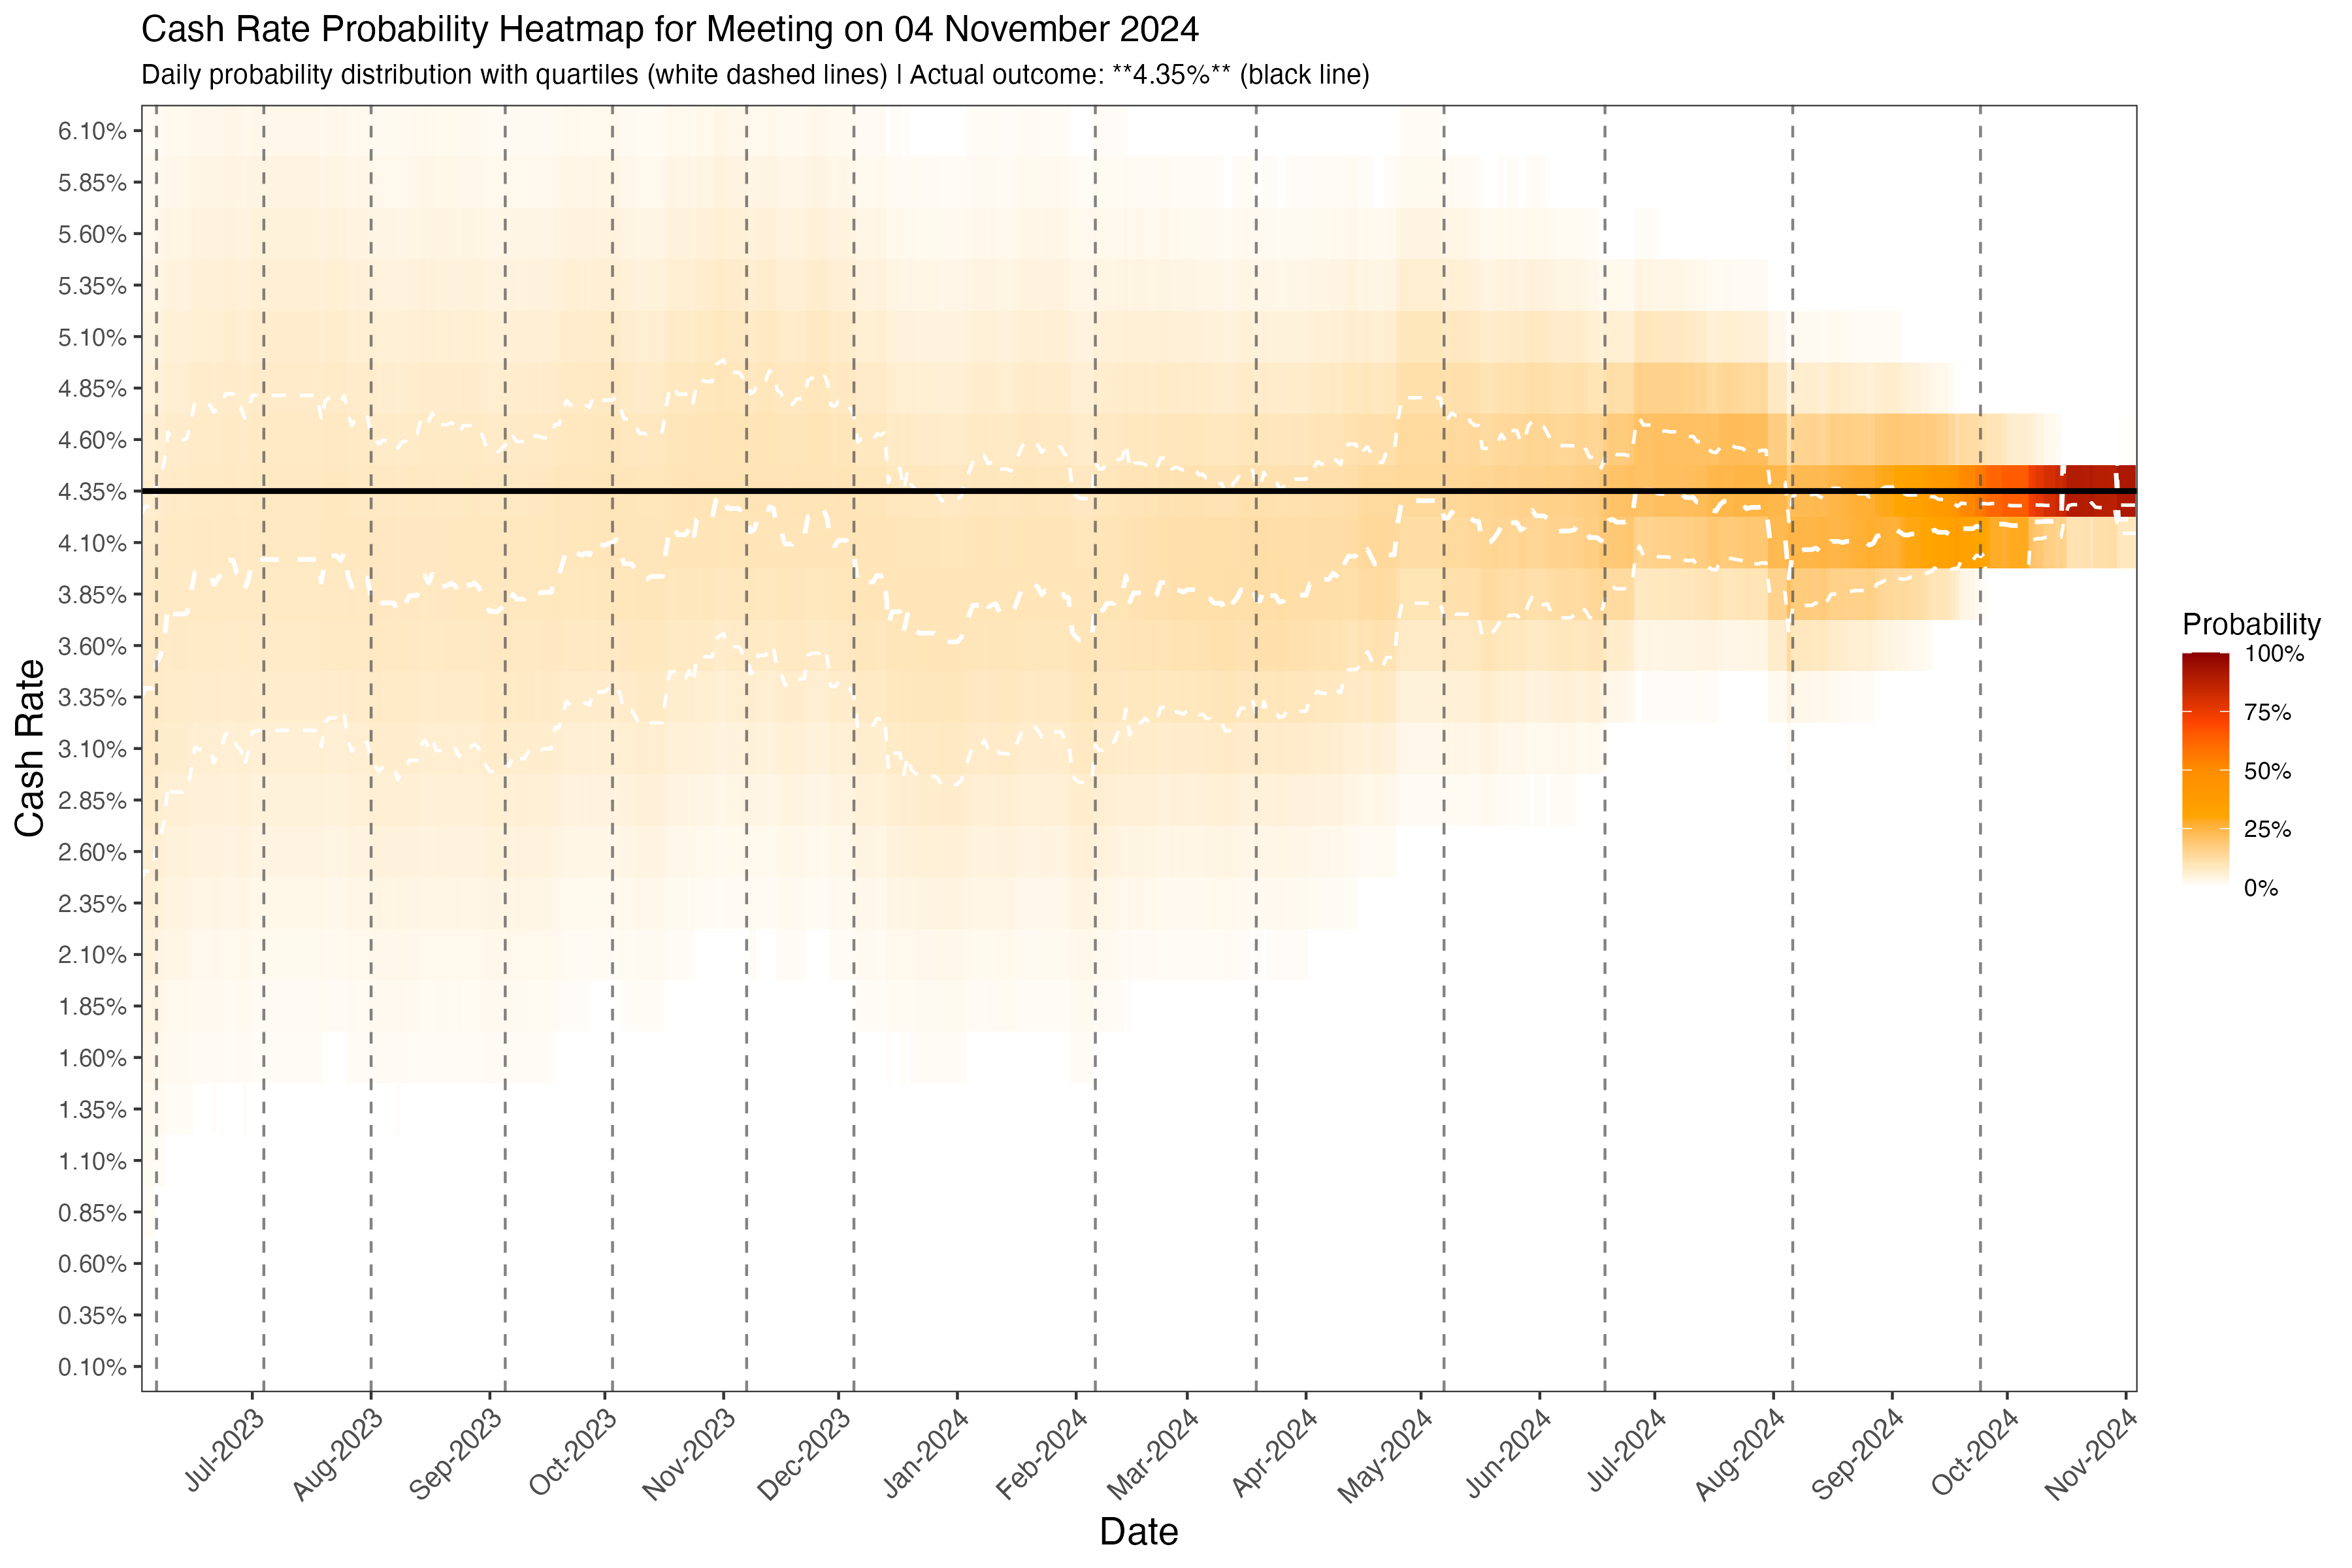 Cash Rate Probability Heatmap for Meeting on 04 November 2024
Daily probability distribution with quartiles (white dashed lines) | Actual outcome: **4.35%** (black line)
Cash Rate
6.10%
5.85%
5.60%
5.35%
5.10%
4.85%
4.60%
4.35%
4.10%
3.85%
3.60%
3.35%
3.10%
2.85%
2.60%
2.35%
2.10%
1.85%
1.60%
1.35%
1.10%
0.85%
0.60%
0.35%
0.10%
Jul-2023
Aug-2023
Sep-2023
Oct-2023
Nov-2023
Dec-2023
Jan-2024
Feb-2024
Mar-2024
Apr-2024
May-2024
Jun-2024
Jul-2024
Aug-2024
Sep-2024
Oct-2024
Nov-2024
Date
Probability
100%
75%
50%
25%
0%